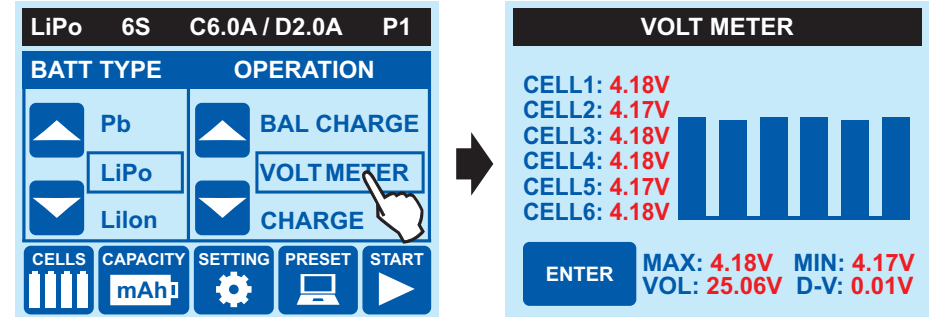 LiPo 6S C6.0A / D2.0A P1
BATT TYPE OPERATION
Pb BAL CHARGE
LiPo VOLT METER
LiIon CHARGE
CELLS CAPACITY SETTING PRESET START
mAh
VOLT METER
CELL1: 4.18V
CELL2: 4.17V
CELL3: 4.18V
CELL4: 4.18V
CELL5: 4.17V
CELL6: 4.18V
ENTER
MAX: 4.18V MIN: 4.17V
VOL: 25.06V D-V: 0.01V